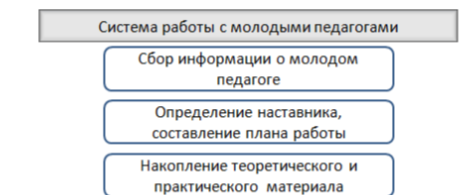 Система работы с молодыми педагогами
Сбор информации о молодом
педагоге
Определение наставника,
составление плана работы
Накопление теоретического и
практического материала